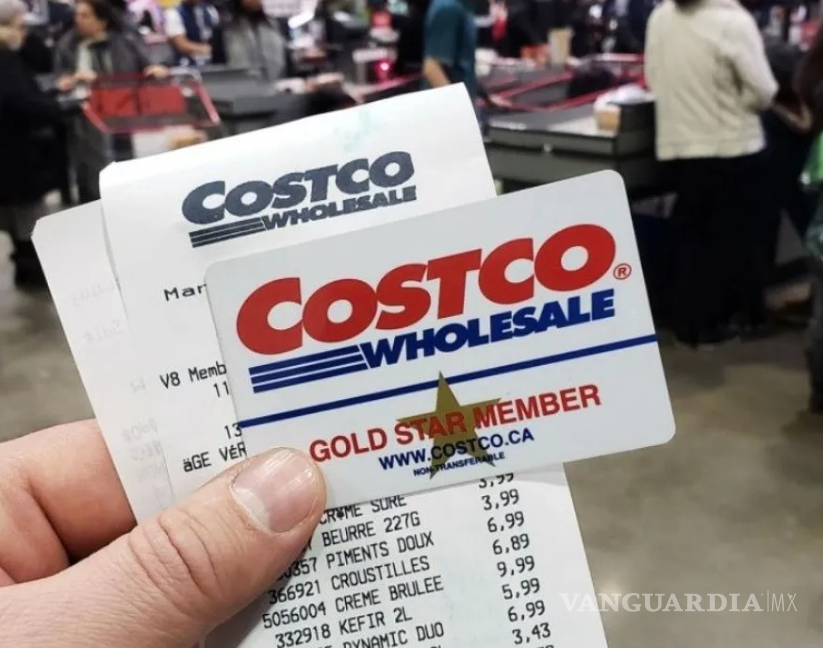 COSTCO
WHOLESALE
COSTCO®
WHOLESALE
GOLD STAR MEMBER
WWW.COSTCO.CA
NON-TRANSFERABLE
Mar
V8 Memb
11
13
äGE VÉR
3,99
SURE 3,99
BEURRE 227G 6,99
357 PIMENTS DOUX 6,89
366921 CROUSTILLES 9,99
5056004 CREME BRULEE 5,99
332918 KEFIR 2L 6,99
DYNAMIC DUO 3,43
VANGUARDIA|MX